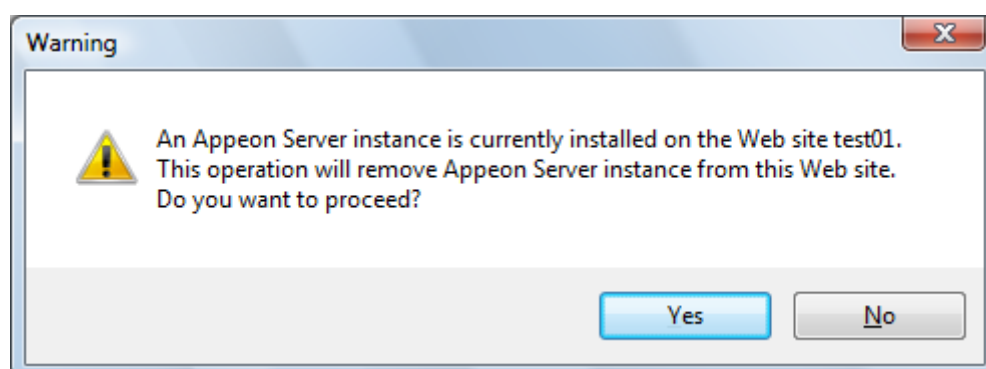 Warning
An Appeon Server instance is currently installed on the Web site test01.
This operation will remove Appeon Server instance from this Web site.
Do you want to proceed?
Yes
No